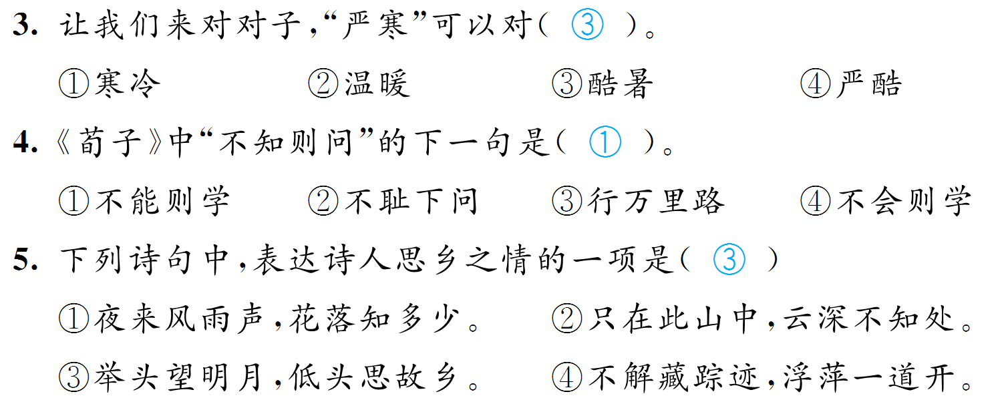 3. 让我们来对对子,“严寒”可以对( ③ )。
①寒冷 ②温暖 ③酷暑 ④严酷
4.《荀子》中“不知则问”的下一句是( ① )。
①不能则学 ②不耻下问 ③行万里路 ④不会则学
5. 下列诗句中,表达诗人思乡之情的一项是( ③ )
①夜来风雨声,花落知多少。 ②只在此山中,云深不知处。
③举头望明月,低头思故乡。 ④不解藏踪迹,浮萍一道开。